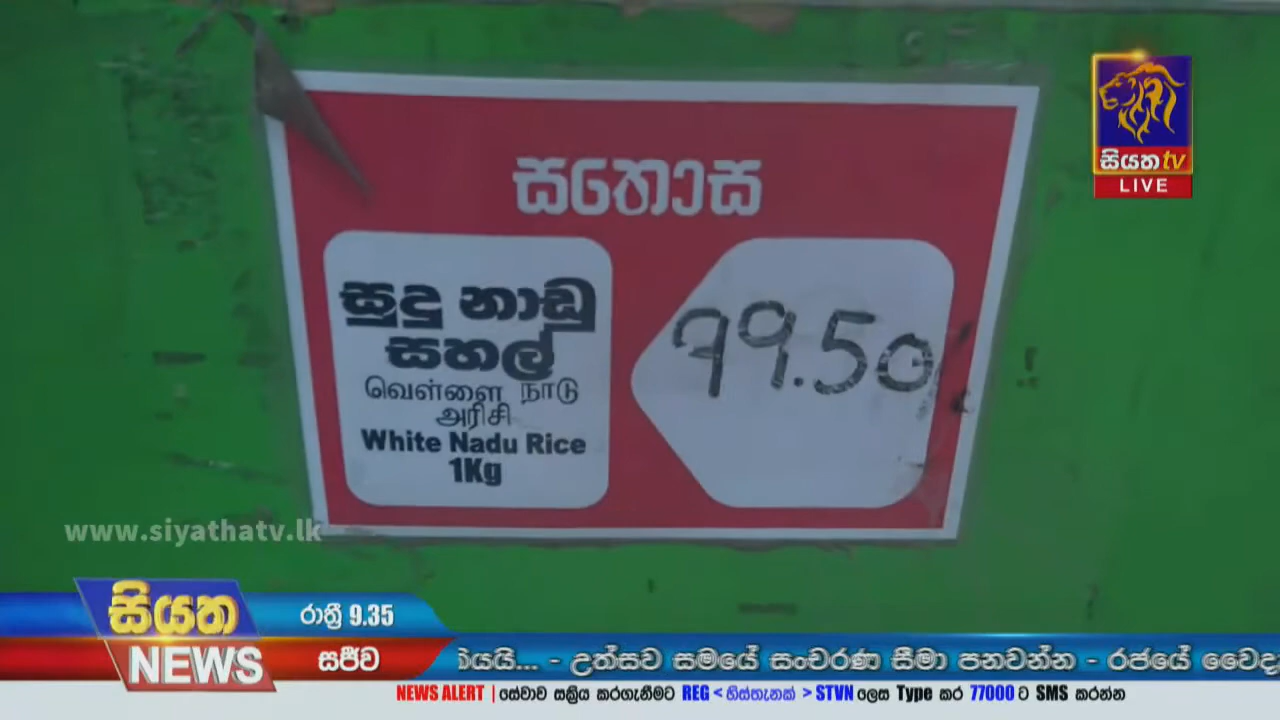 සියත tv
LIVE
සතොස
සුදු නාඩු
සහල්
வெள்ளை நாடு
அரிசி
White Nadu Rice
1Kg
99.50
www.siyathatv.lk
සියත
NEWS
රාත්‍රී 9.35
සජීව
- උත්සව සමයේ සංචරණ සීමා පනවන්න - රජයේ
NEWS ALERT | සේවාව සක්‍රිය කරගැනීමට REG < හිස්තැනක් > STVN ලෙස Type කර 77000 ට SMS කරන්න